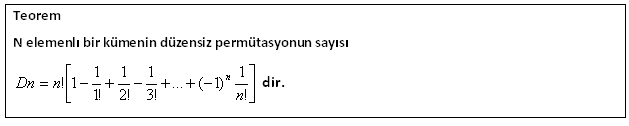 Teorem
N elemenlı bir kümenin düzensiz permütasyonun sayısı
Dn = n![1 - 1/1! + 1/2! - 1/3! + ... + (-1)^n 1/n!] dir.